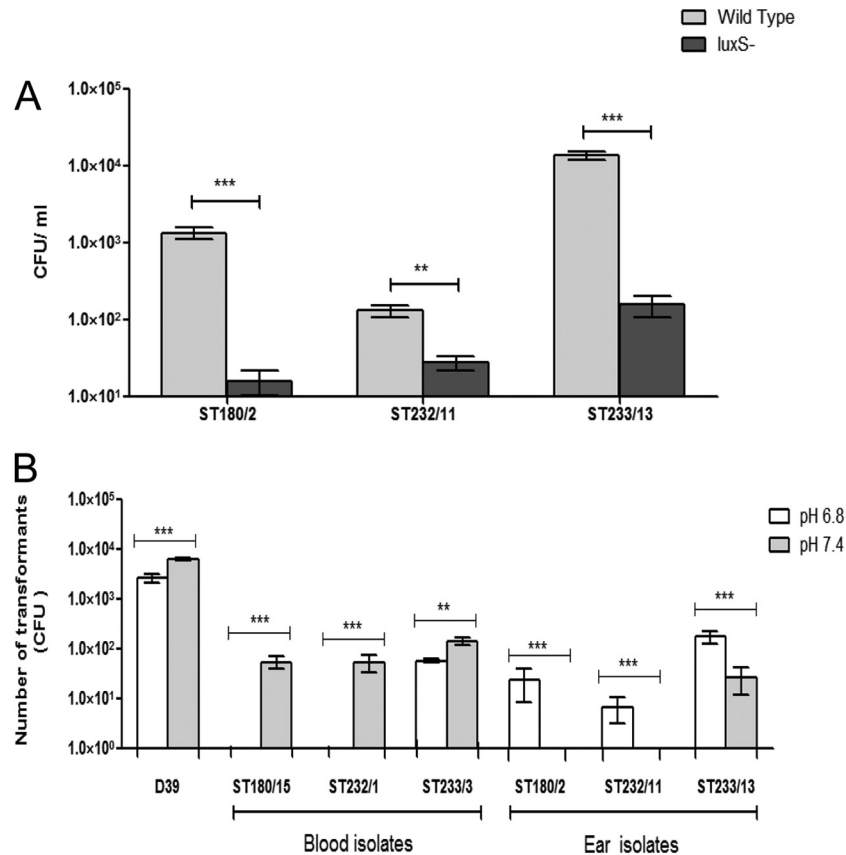 Wild Type
luxS-
A
1.0×10⁵
1.0×10⁴
1.0×10³
1.0×10²
1.0×10¹
CFU/ ml
***
**
***
ST180/2
ST232/11
ST233/13
B
1.0×10⁵
1.0×10⁴
1.0×10³
1.0×10²
1.0×10¹
1.0×10⁰
Number of transformants
(CFU )
pH 6.8
pH 7.4
***
***
***
**
***
***
***
D39
ST180/15
ST232/1
ST233/3
ST180/2
ST232/11
ST233/13
Blood isolates
Ear isolates